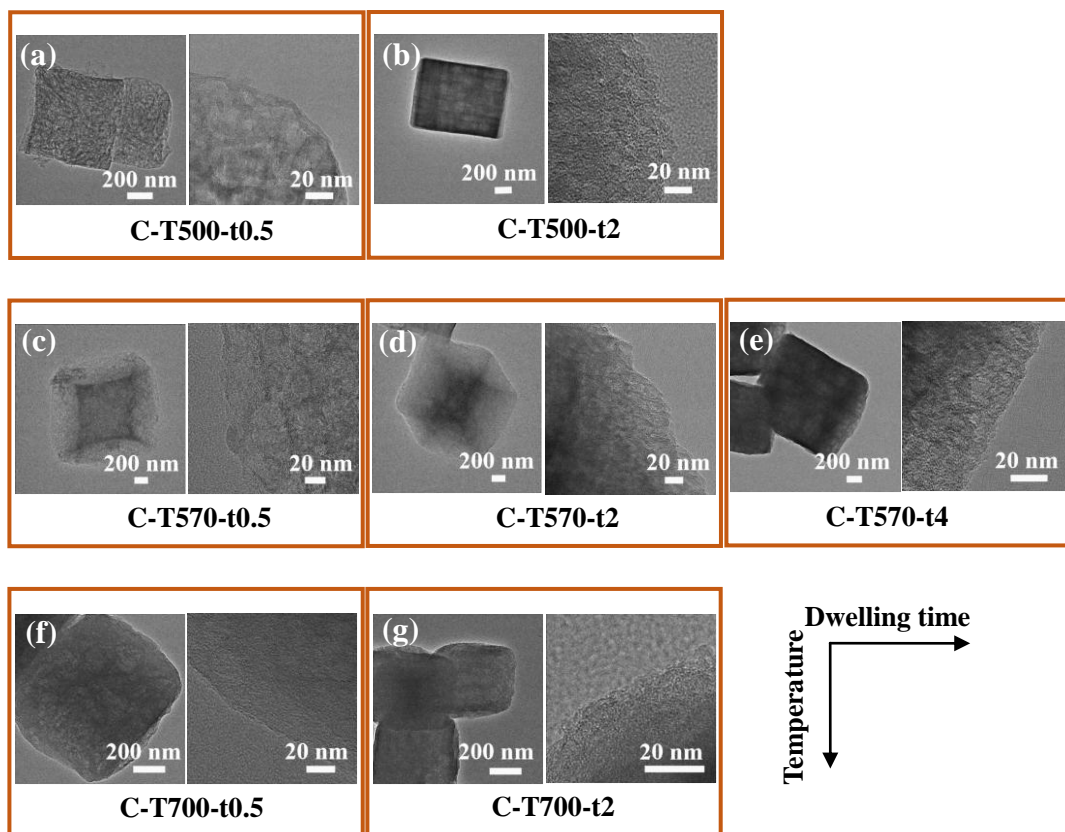 (a)
200 nm
20 nm
C-T500-t0.5
(b)
200 nm
20 nm
C-T500-t2
(c)
200 nm
20 nm
C-T570-t0.5
(d)
200 nm
20 nm
C-T570-t2
(e)
200 nm
20 nm
C-T570-t4
(f)
200 nm
20 nm
C-T700-t0.5
(g)
200 nm
20 nm
C-T700-t2
Dwelling time
Temperature